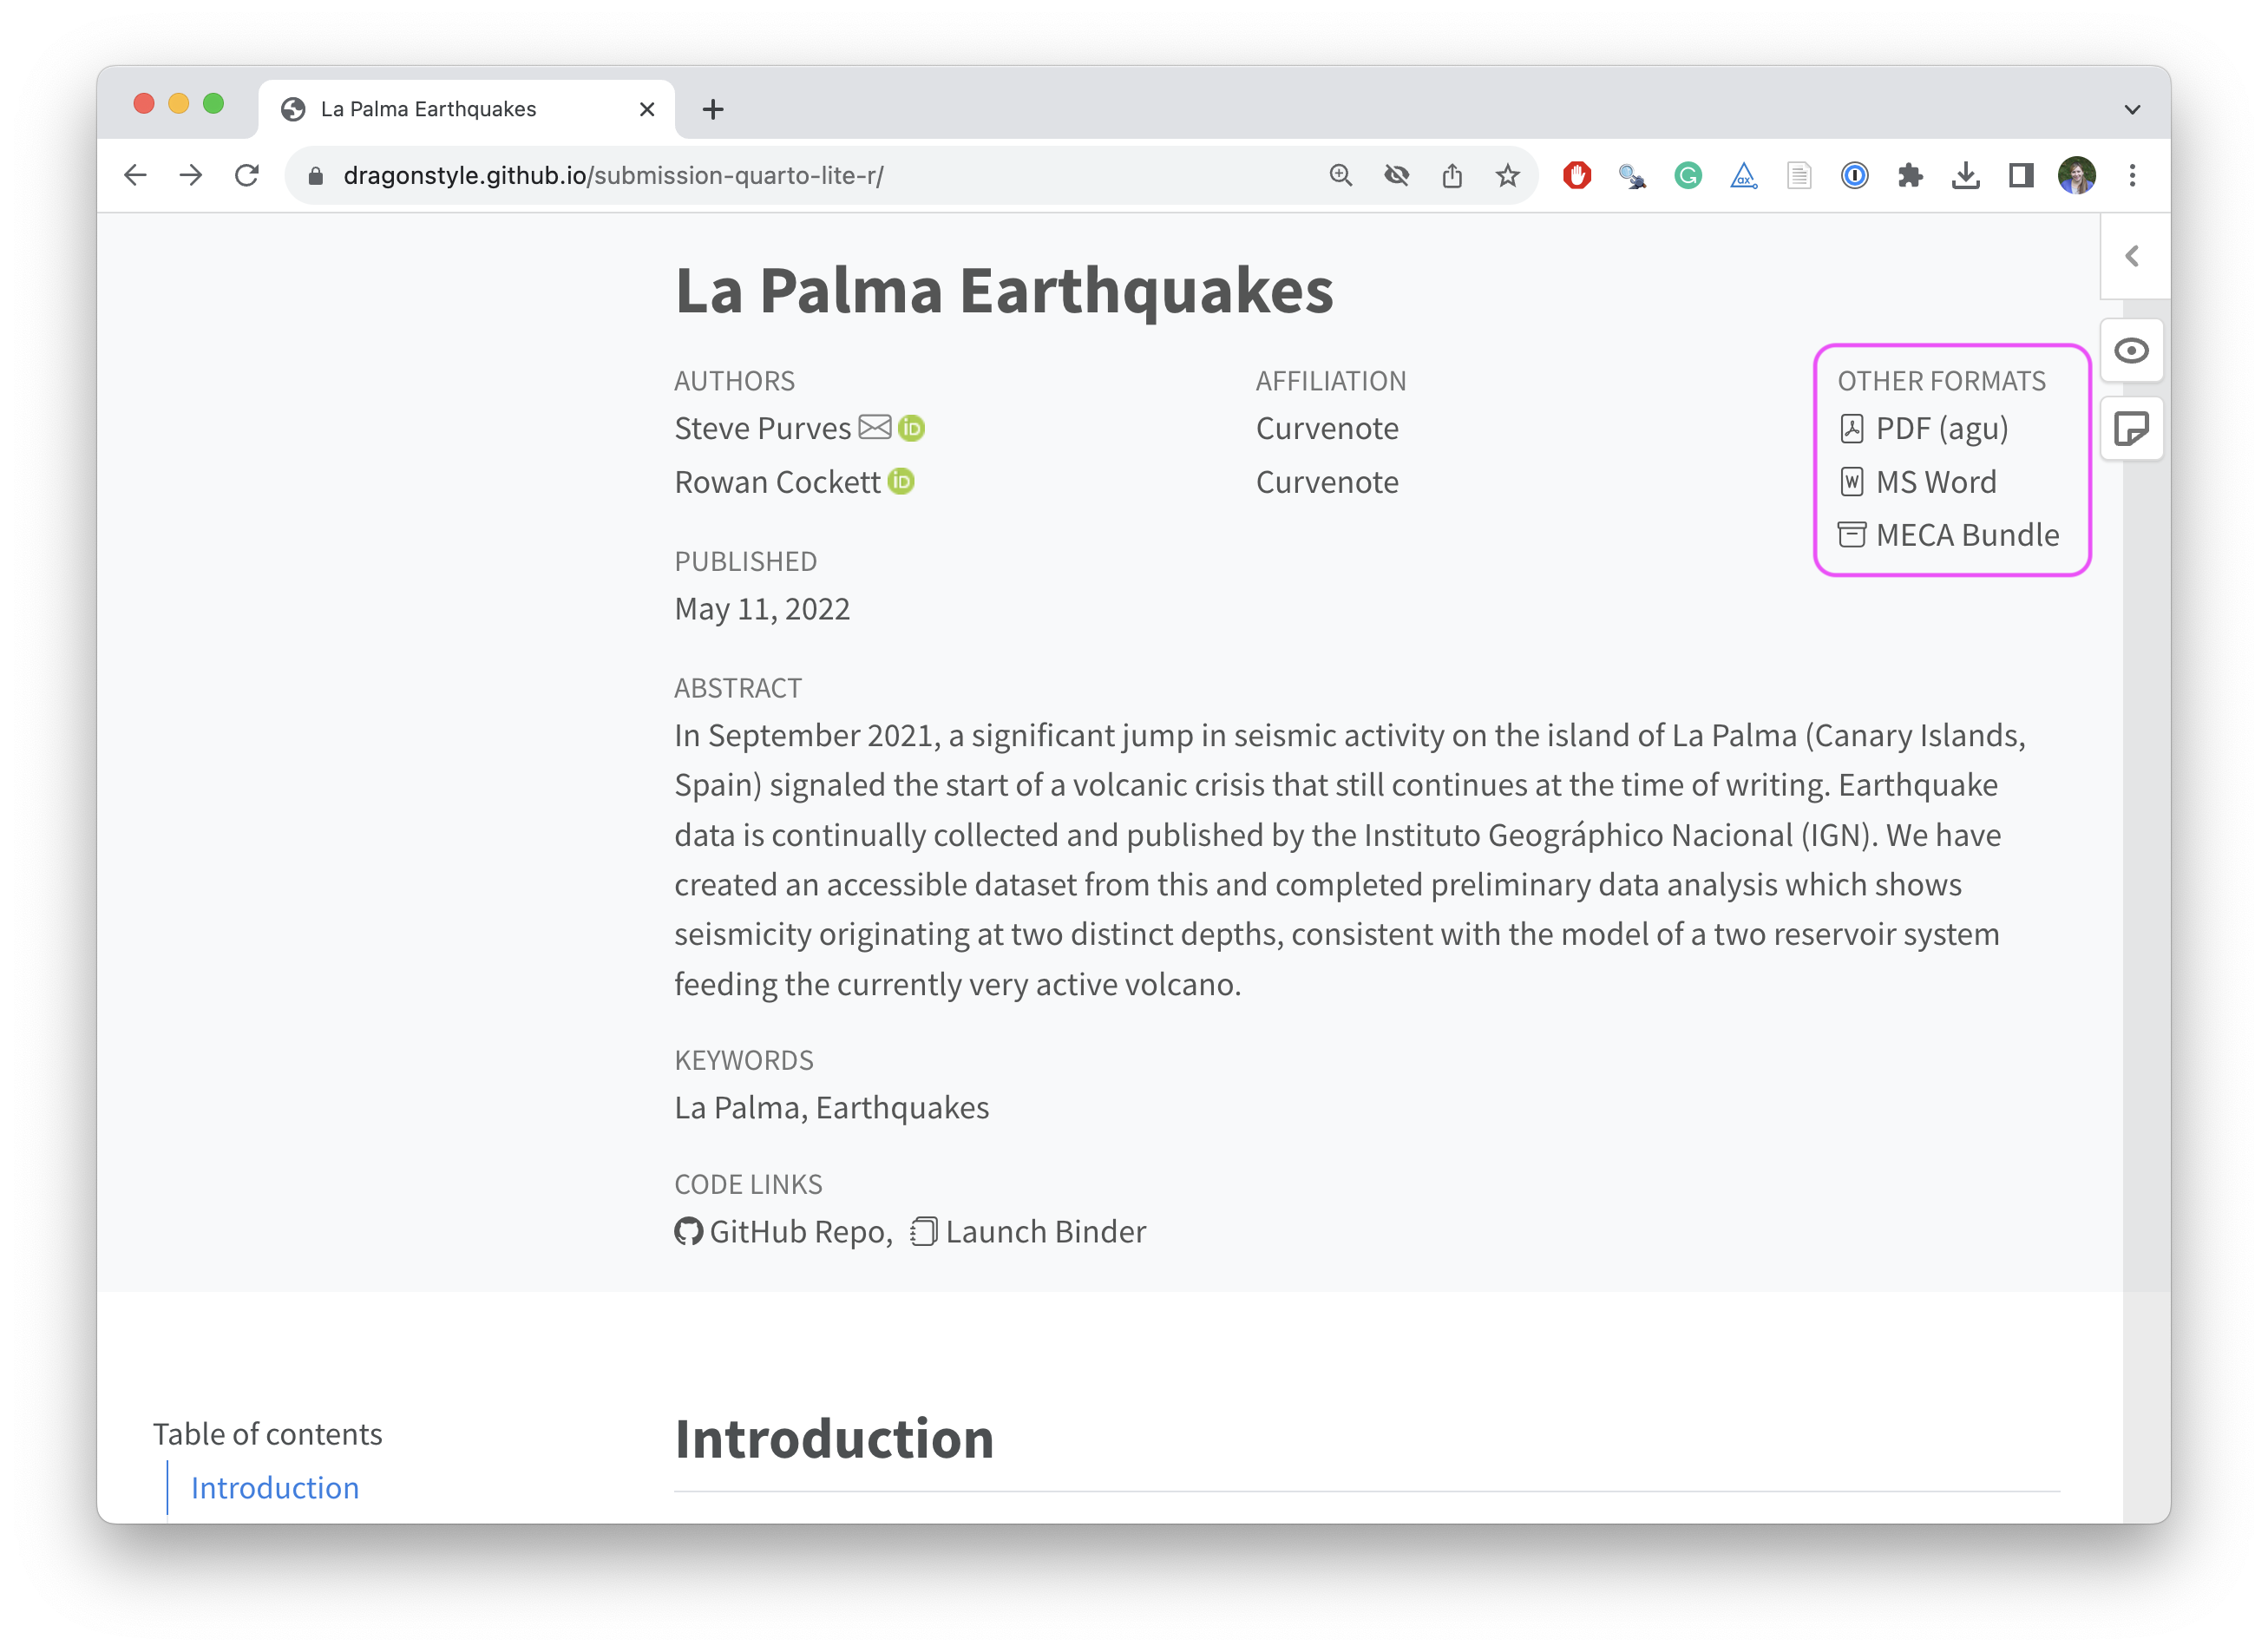 La Palma Earthquakes
dragonstyle.github.io/submission-quarto-lite-r/
La Palma Earthquakes
AUTHORS
Steve Purves iD
Rowan Cockett iD
AFFILIATION
Curvenote
Curvenote
OTHER FORMATS
PDF (agu)
MS Word
MECA Bundle
PUBLISHED
May 11, 2022
ABSTRACT
In September 2021, a significant jump in seismic activity on the island of La Palma (Canary Islands,
Spain) signaled the start of a volcanic crisis that still continues at the time of writing. Earthquake
data is continually collected and published by the Instituto Geográphico Nacional (IGN). We have
created an accessible dataset from this and completed preliminary data analysis which shows
seismicity originating at two distinct depths, consistent with the model of a two reservoir system
feeding the currently very active volcano.
KEYWORDS
La Palma, Earthquakes
CODE LINKS
GitHub Repo, Launch Binder
Table of contents
Introduction
Introduction